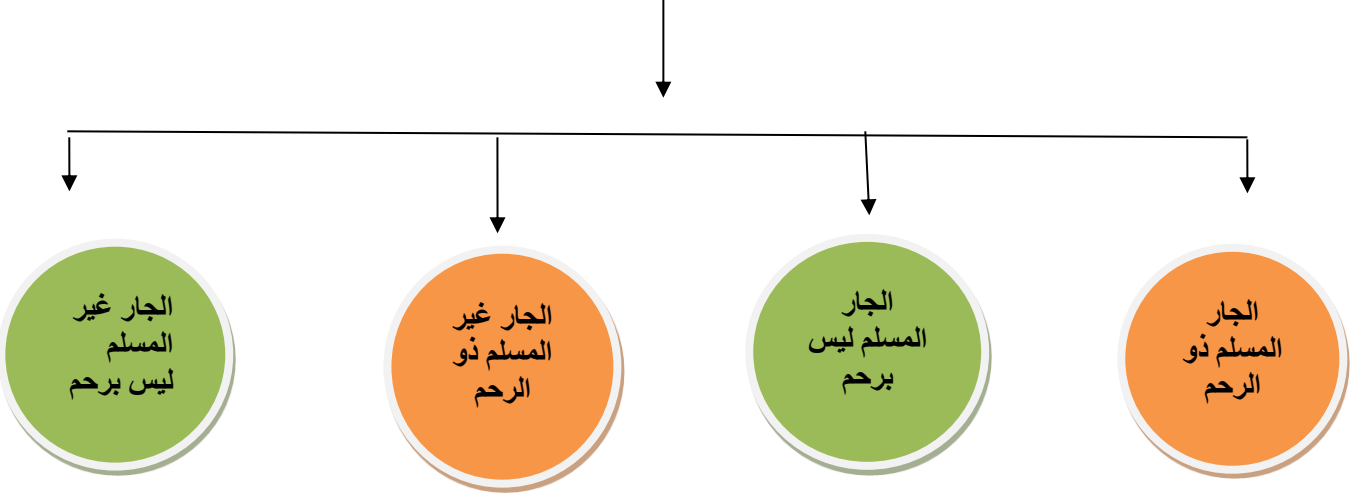 الجار
المسلم ذو
الرحم
الجار
المسلم ليس
برحم
الجار غير
المسلم ذو
الرحم
الجار غير
المسلم
ليس برحم